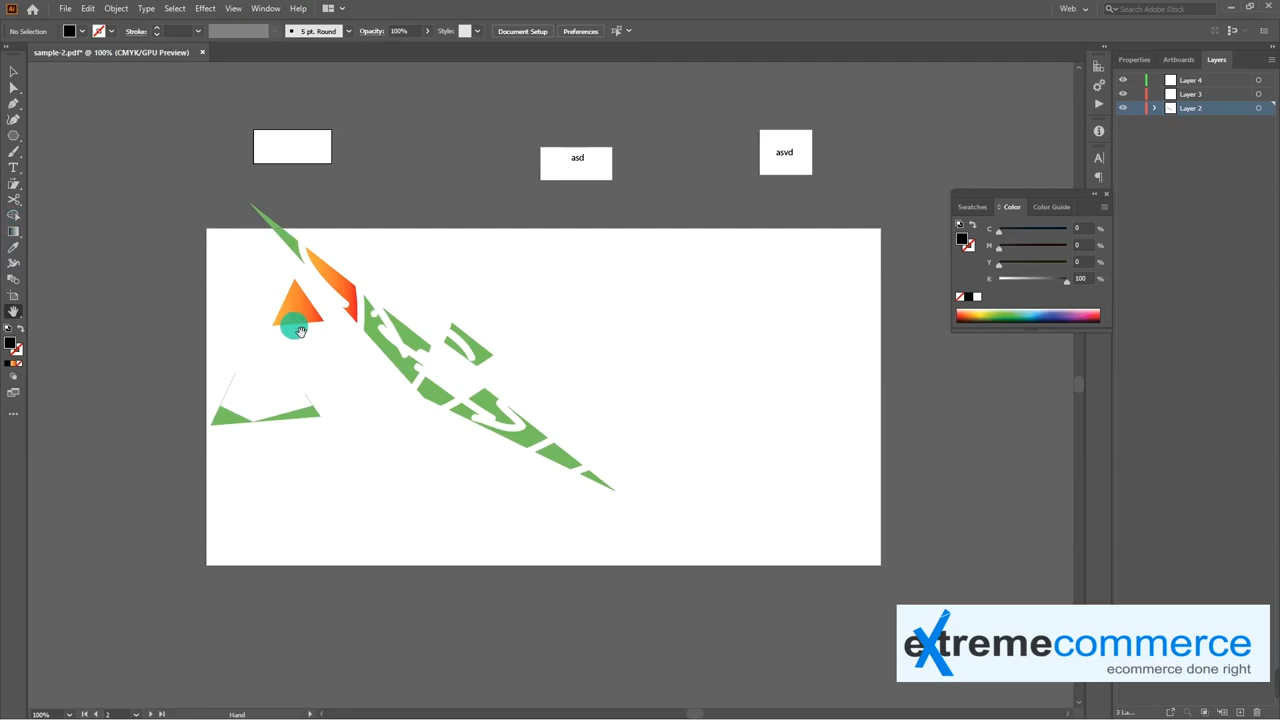 File Edit Object Type Select Effect View Window Help
Web
Search Adobe Stock
No Selection
Stroke:
5 pt. Round
Opacity: 100%
Style:
Document Setup
Preferences
sample-2.pdf* @ 100% (CMYK/GPU Preview)
Properties Artboards Layers
Layer 4
Layer 3
Layer 2
asd
asvd
Swatches Color Color Guide
C 0 %
M 0 %
Y 0 %
K 100 %
extremecommerce
ecommerce done right
100% 2 Hand
3 La...